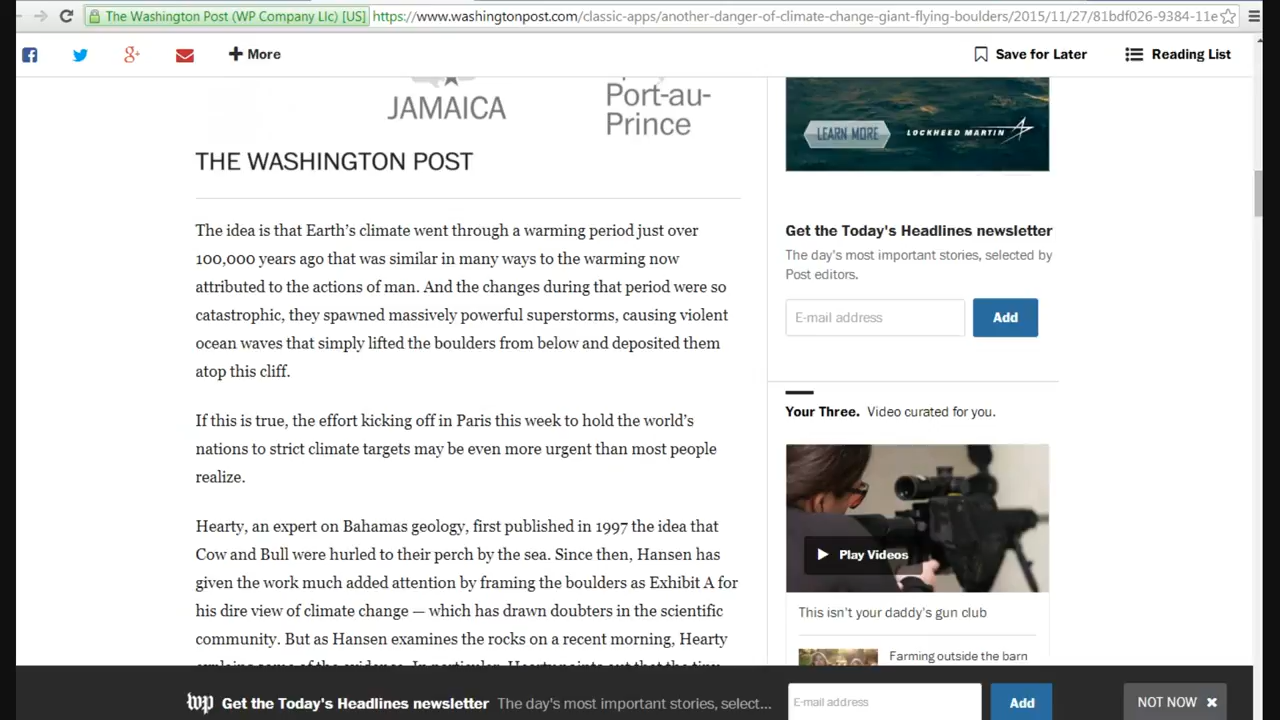 The Washington Post (WP Company Llc) [US]
https://www.washingtonpost.com/classic-apps/another-danger-of-climate-change-giant-flying-boulders/2015/11/27/81bdf026-9384-11e
More
Save for Later
Reading List
JAMAICA
Port-au-
Prince
THE WASHINGTON POST
The idea is that Earth’s climate went through a warming period just over
100,000 years ago that was similar in many ways to the warming now
attributed to the actions of man. And the changes during that period were so
catastrophic, they spawned massively powerful superstorms, causing violent
ocean waves that simply lifted the boulders from below and deposited them
atop this cliff.
If this is true, the effort kicking off in Paris this week to hold the world’s
nations to strict climate targets may be even more urgent than most people
realize.
Hearty, an expert on Bahamas geology, first published in 1997 the idea that
Cow and Bull were hurled to their perch by the sea. Since then, Hansen has
given the work much added attention by framing the boulders as Exhibit A for
his dire view of climate change — which has drawn doubters in the scientific
community. But as Hansen examines the rocks on a recent morning, Hearty
LEARN MORE
LOCKHEED MARTIN
Get the Today's Headlines newsletter
The day's most important stories, selected by
Post editors.
E-mail address
Add
Your Three. Video curated for you.
Play Videos
This isn't your daddy's gun club
Farming outside the barn
wp Get the Today's Headlines newsletter The day's most important stories, select...
E-mail address
Add
NOT NOW ×